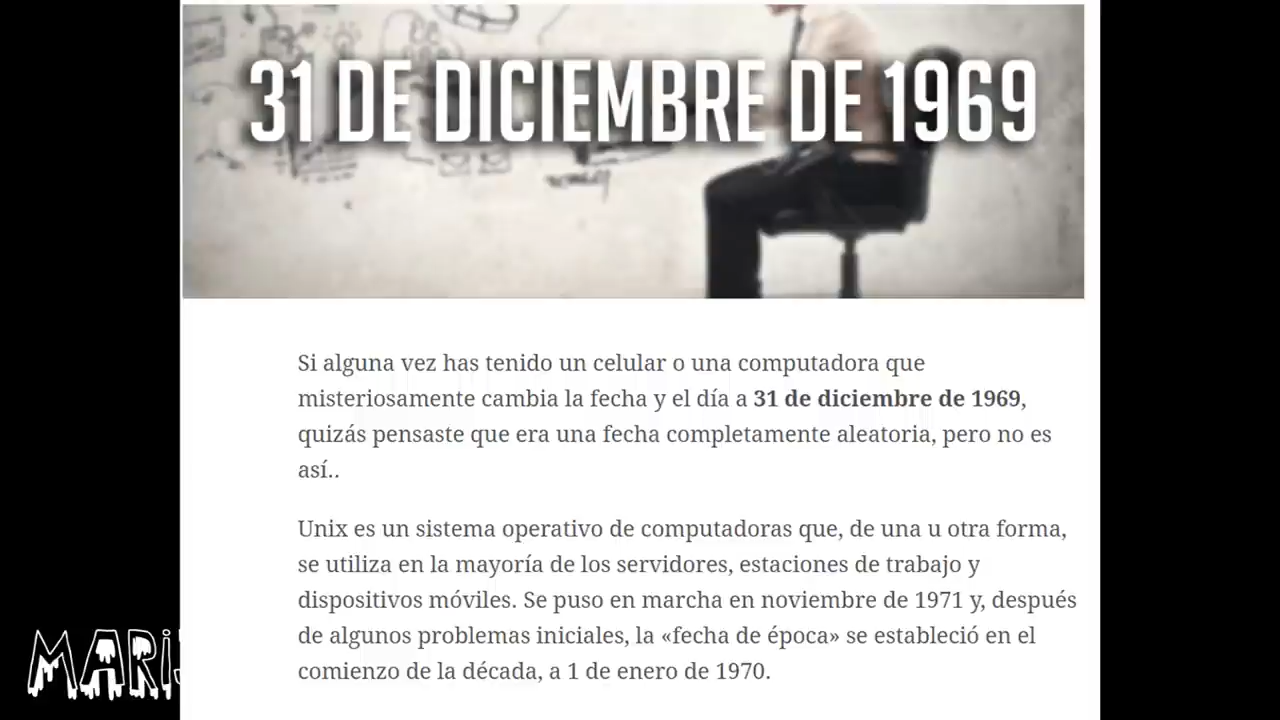 31 DE DICIEMBRE DE 1969
Si alguna vez has tenido un celular o una computadora que
misteriosamente cambia la fecha y el día a 31 de diciembre de 1969,
quizás pensaste que era una fecha completamente aleatoria, pero no es
así..
Unix es un sistema operativo de computadoras que, de una u otra forma,
se utiliza en la mayoría de los servidores, estaciones de trabajo y
dispositivos móviles. Se puso en marcha en noviembre de 1971 y, después
de algunos problemas iniciales, la «fecha de época» se estableció en el
comienzo de la década, a 1 de enero de 1970.